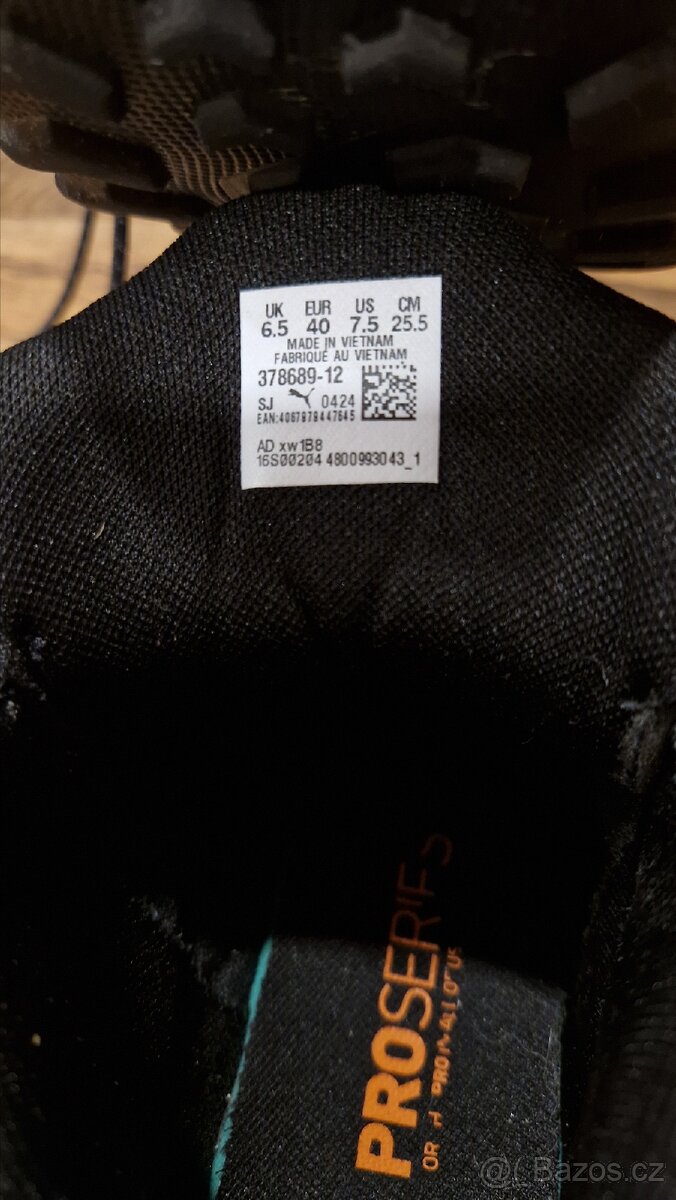 UK EUR US CM
6.5 40 7.5 25.5
MADE IN VIETNAM
FABRIQUÉ AU VIETNAM
378689-12
SJ 0424
EAN:4067978447645
AD xw1B8
16S00204 4800993043_1
PROSERIES
@( Bazos.cz